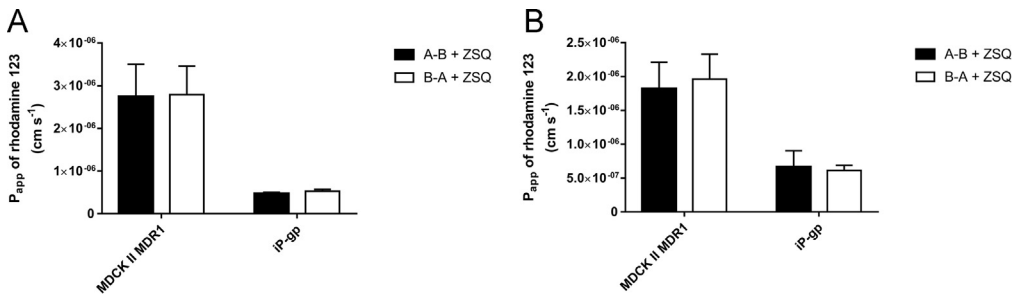 A
P_app of rhodamine 123
(cm s⁻¹)
4×10⁻⁰⁶
3×10⁻⁰⁶
2×10⁻⁰⁶
1×10⁻⁰⁶
0
MDCK II MDR1
iP-gp
A-B + ZSQ
B-A + ZSQ
B
P_app of rhodamine 123
(cm s⁻¹)
2.5×10⁻⁰⁶
2.0×10⁻⁰⁶
1.5×10⁻⁰⁶
1.0×10⁻⁰⁶
5.0×10⁻⁰⁷
0
MDCK II MDR1
iP-gp
A-B + ZSQ
B-A + ZSQ